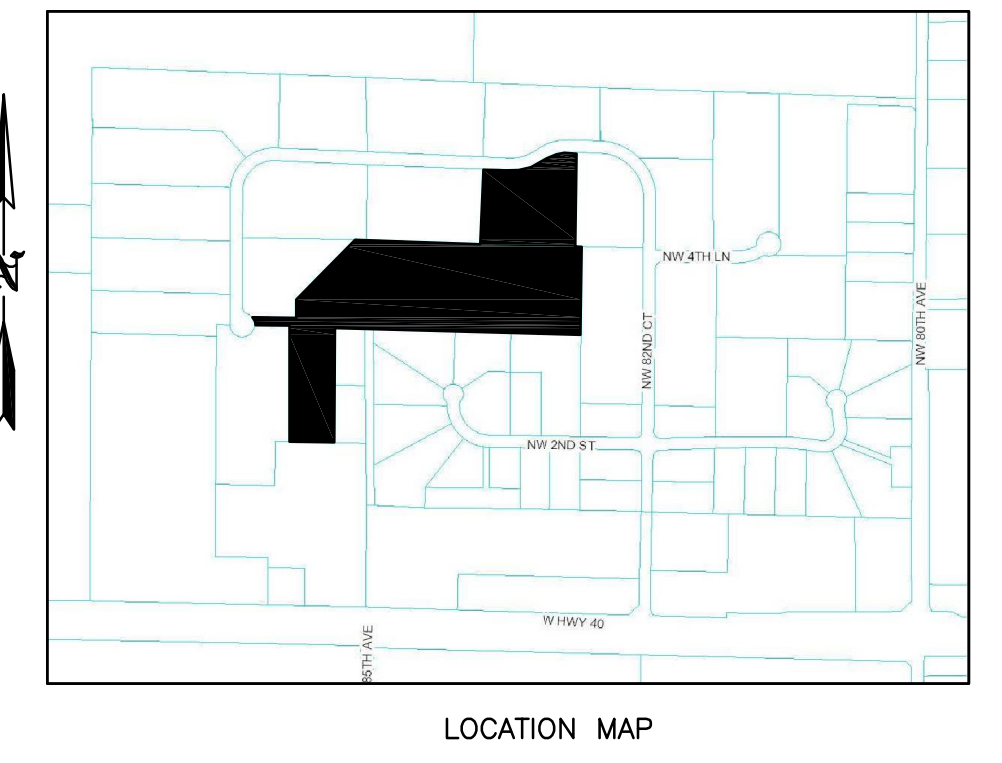 NW 4TH LN
NW 80TH AVE
NW 82ND CT
NW 2ND ST
W HWY 40
85TH AVE
LOCATION MAP